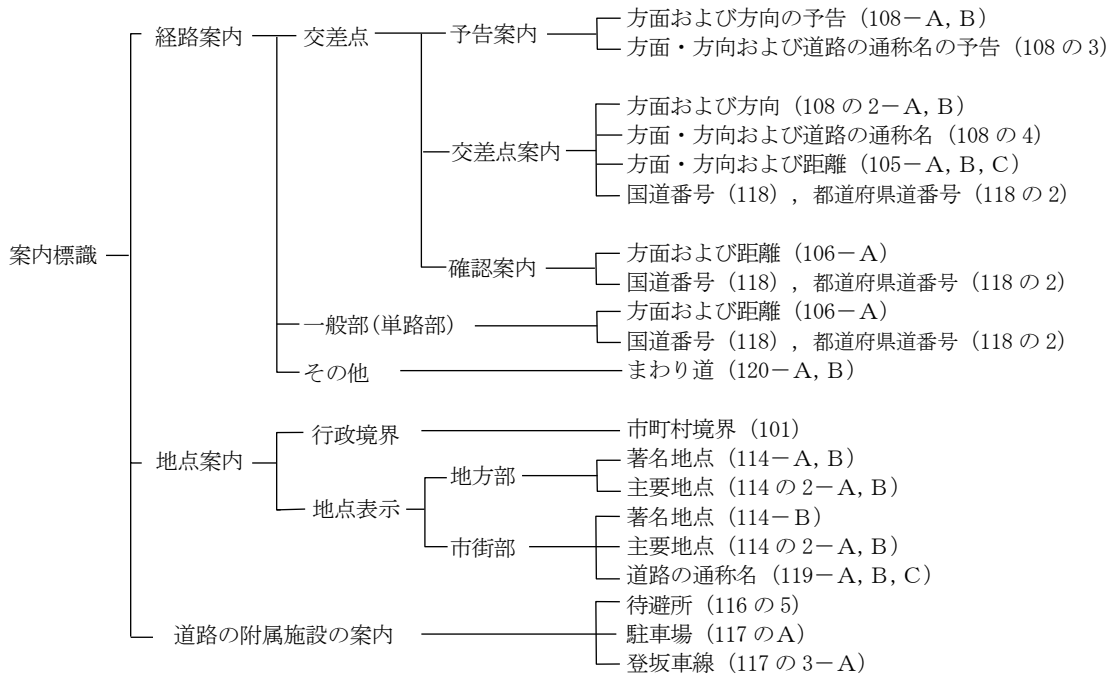 案内標識
経路案内
交差点
予告案内
方面および方向の予告（108－A, B）
方面・方向および道路の通称名の予告（108 の 3）
交差点案内
方面および方向（108 の 2－A, B）
方面・方向および道路の通称名（108 の 4）
方面・方向および距離（105－A, B, C）
国道番号（118）, 都道府県道番号（118 の 2）
確認案内
方面および距離（106－A）
国道番号（118）, 都道府県道番号（118 の 2）
一般部（単路部）
方面および距離（106－A）
国道番号（118）, 都道府県道番号（118 の 2）
その他
まわり道（120－A, B）
地点案内
行政境界
市町村境界（101）
地点表示
地方部
著名地点（114－A, B）
主要地点（114 の 2－A, B）
市街部
著名地点（114－B）
主要地点（114 の 2－A, B）
道路の通称名（119－A, B, C）
道路の附属施設の案内
待避所（116 の 5）
駐車場（117 の A）
登坂車線（117 の 3－A）